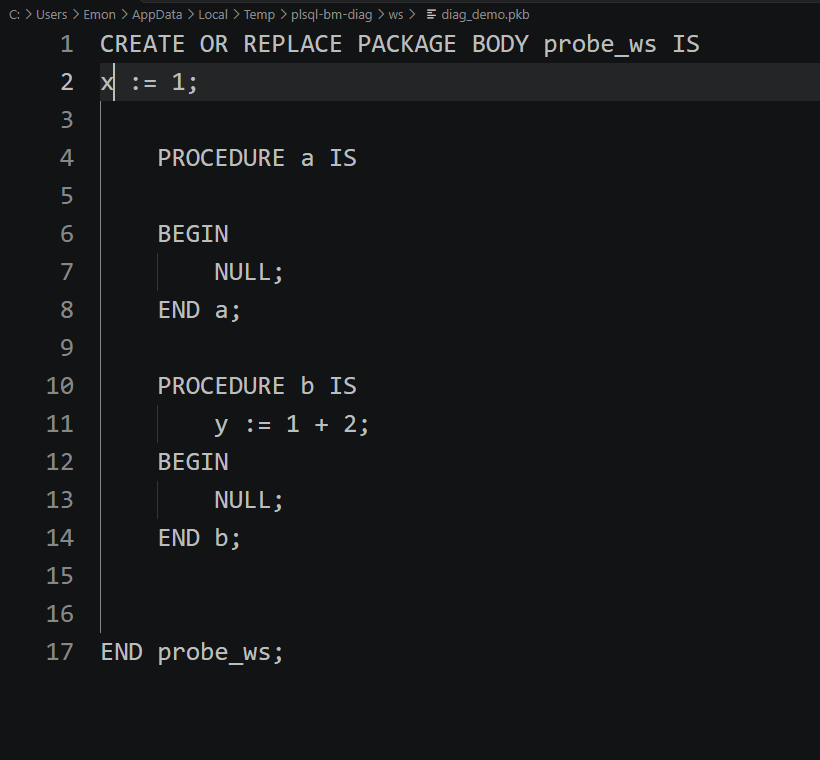 C: > Users > Emon > AppData > Local > Temp > plsql-bm-diag > ws > diag_demo.pkb
1 CREATE OR REPLACE PACKAGE BODY probe_ws IS
2 x := 1;
3
4     PROCEDURE a IS
5
6     BEGIN
7         NULL;
8     END a;
9
10     PROCEDURE b IS
11         y := 1 + 2;
12     BEGIN
13         NULL;
14     END b;
15
16
17 END probe_ws;